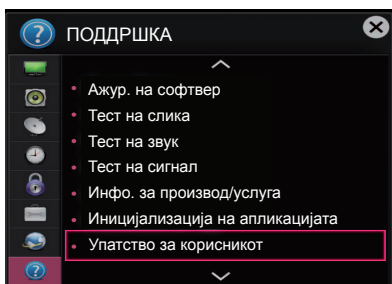 ПОДДРШКА
Ажур. на софтвер
Тест на слика
Тест на звук
Тест на сигнал
Инфо. за производ/услуга
Иницијализација на апликацијата
Упатство за корисникот